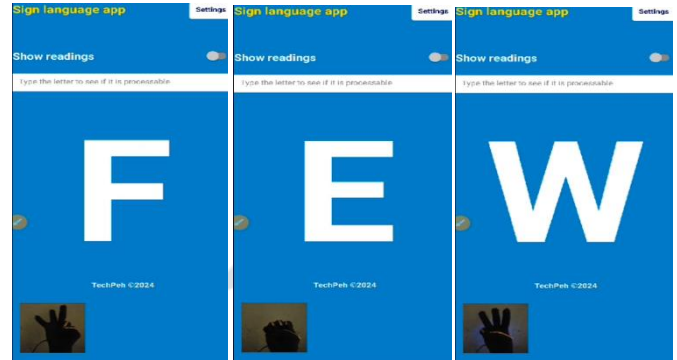 Sign language app
Settings
Show readings
Type the letter to see if it is processable
F
TechPeh ©2024
Sign language app
Settings
Show readings
Type the letter to see if it is processable
E
TechPeh ©2024
Sign language app
Settings
Show readings
Type the letter to see if it is processable
W
TechPeh ©2024